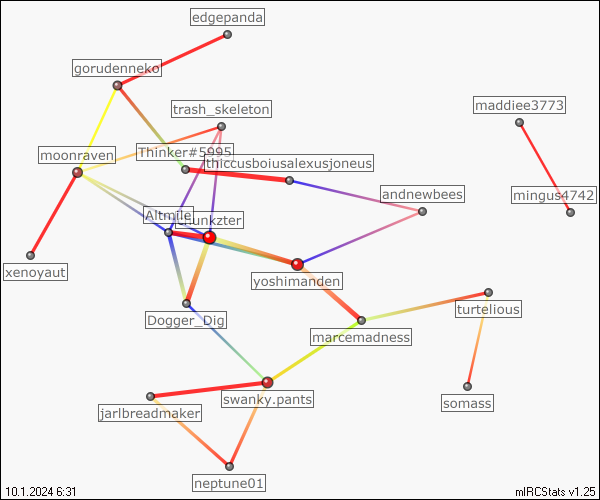 edgepanda
gorudenneko
trash_skeleton
maddiee3773
Thinker#5995
moonraven
thiccusboiusalexusjoneus
andnewbees
mingus4742
Altmile
xenoyaut
yoshimanden
turtelious
Dogger_Dig
marcemadness
swanky.pants
somass
jarlbreadmaker
neptune01
10.1.2024 6:31
mIRCStats v1.25